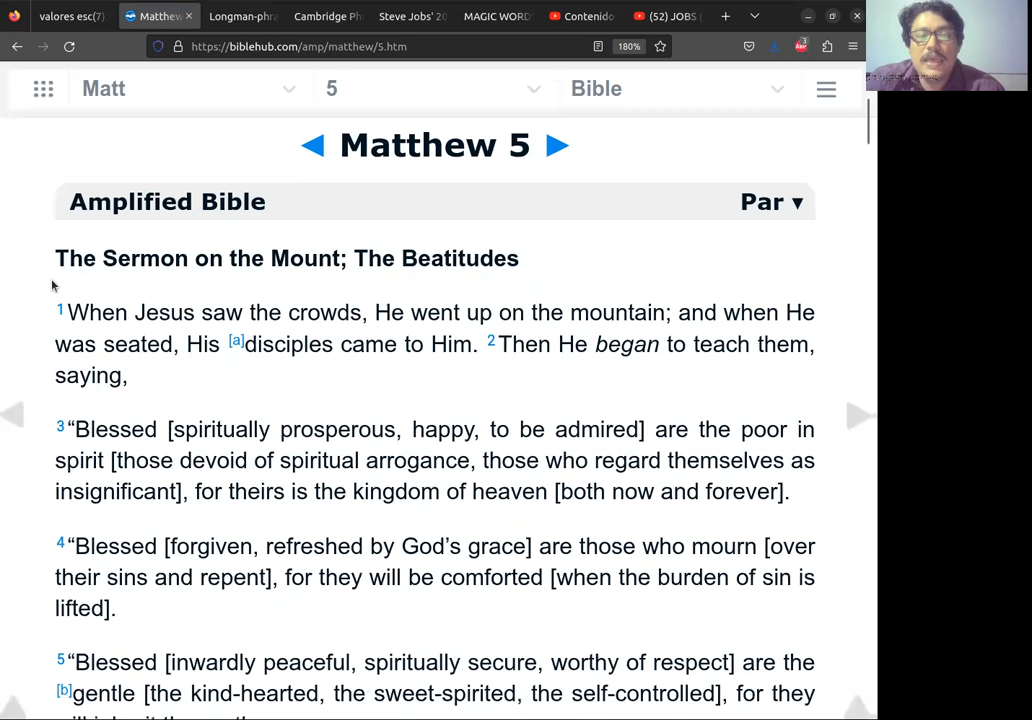 valores esc(7)
Matthew
Longman-phr
Cambridge Ph
Steve Jobs' 20
MAGIC WORD
Contenido
(52) JOBS
https://biblehub.com/amp/matthew/5.htm
180%
3
Matt
5
Bible
Matthew 5
Amplified Bible
Par ▾
The Sermon on the Mount; The Beatitudes
1When Jesus saw the crowds, He went up on the mountain; and when He
was seated, His [a]disciples came to Him. 2Then He began to teach them,
saying,
3“Blessed [spiritually prosperous, happy, to be admired] are the poor in
spirit [those devoid of spiritual arrogance, those who regard themselves as
insignificant], for theirs is the kingdom of heaven [both now and forever].
4“Blessed [forgiven, refreshed by God’s grace] are those who mourn [over
their sins and repent], for they will be comforted [when the burden of sin is
lifted].
5“Blessed [inwardly peaceful, spiritually secure, worthy of respect] are the
[b]gentle [the kind-hearted, the sweet-spirited, the self-controlled], for they